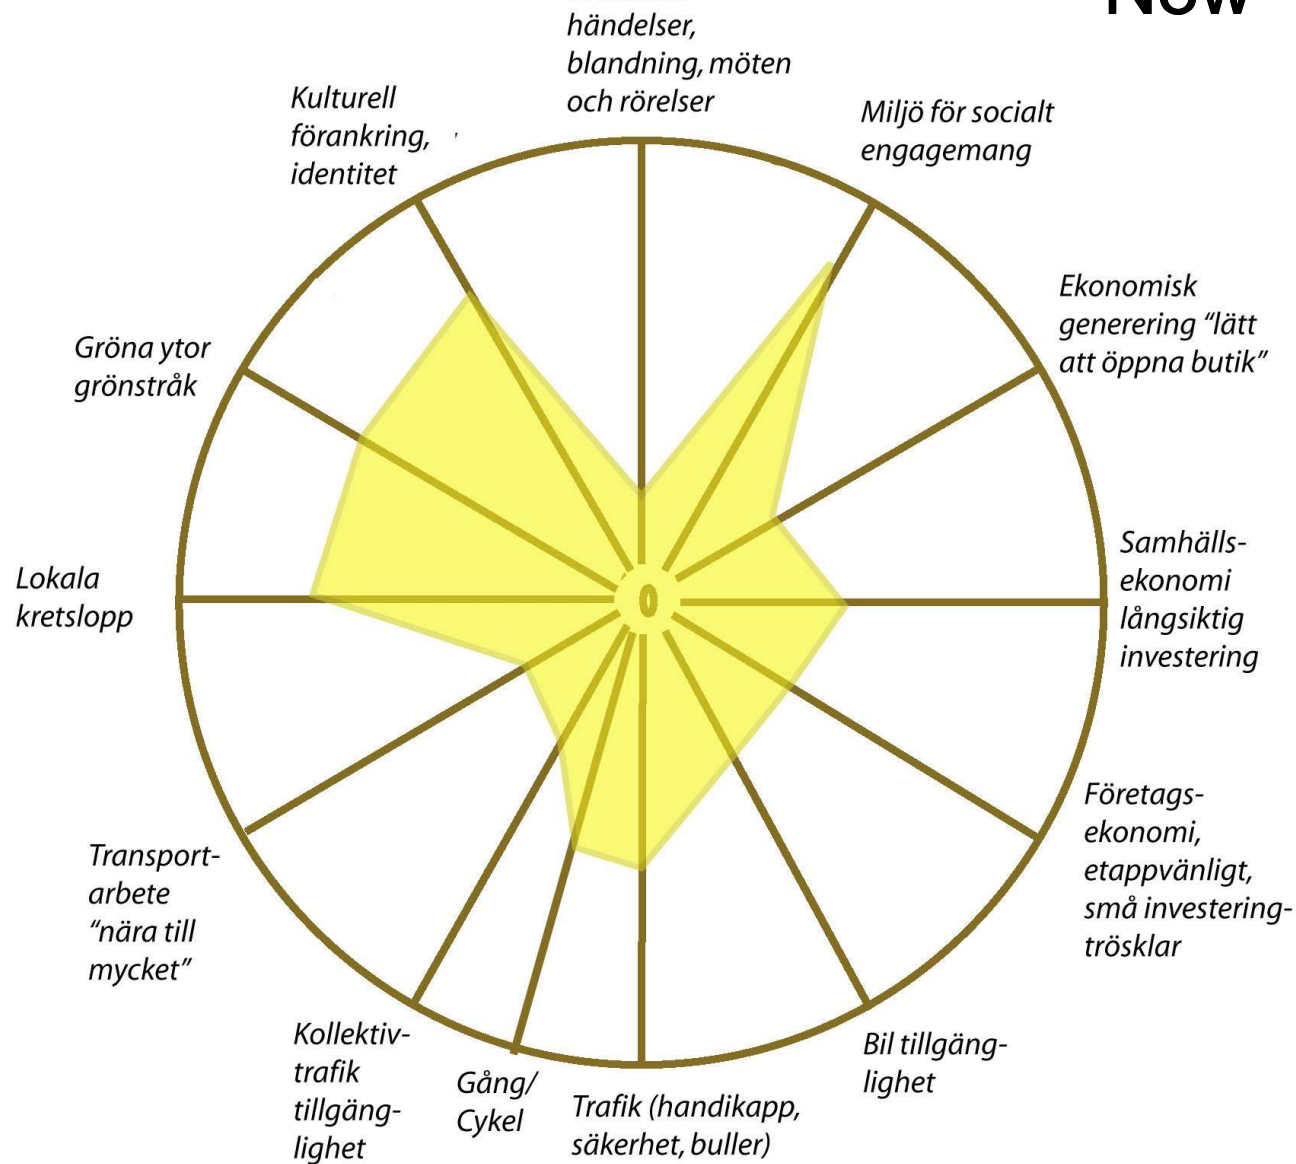 Now
händelser,
blandning, möten
och rörelser
Miljö för socialt
engagemang
Ekonomisk
generering “lätt
att öppna butik”
Samhälls-
ekonomi
långsiktig
investering
Företags-
ekonomi,
etappvänligt,
små investering-
trösklar
Bil tillgäng-
lighet
Trafik (handikapp,
säkerhet, buller)
Gång/
Cykel
Kollektiv-
trafik
tillgäng-
lighet
Transport-
arbete
“nära till
mycket”
Lokala
kretslopp
Gröna ytor
grönstråk
Kulturell
förankring,
identitet
0